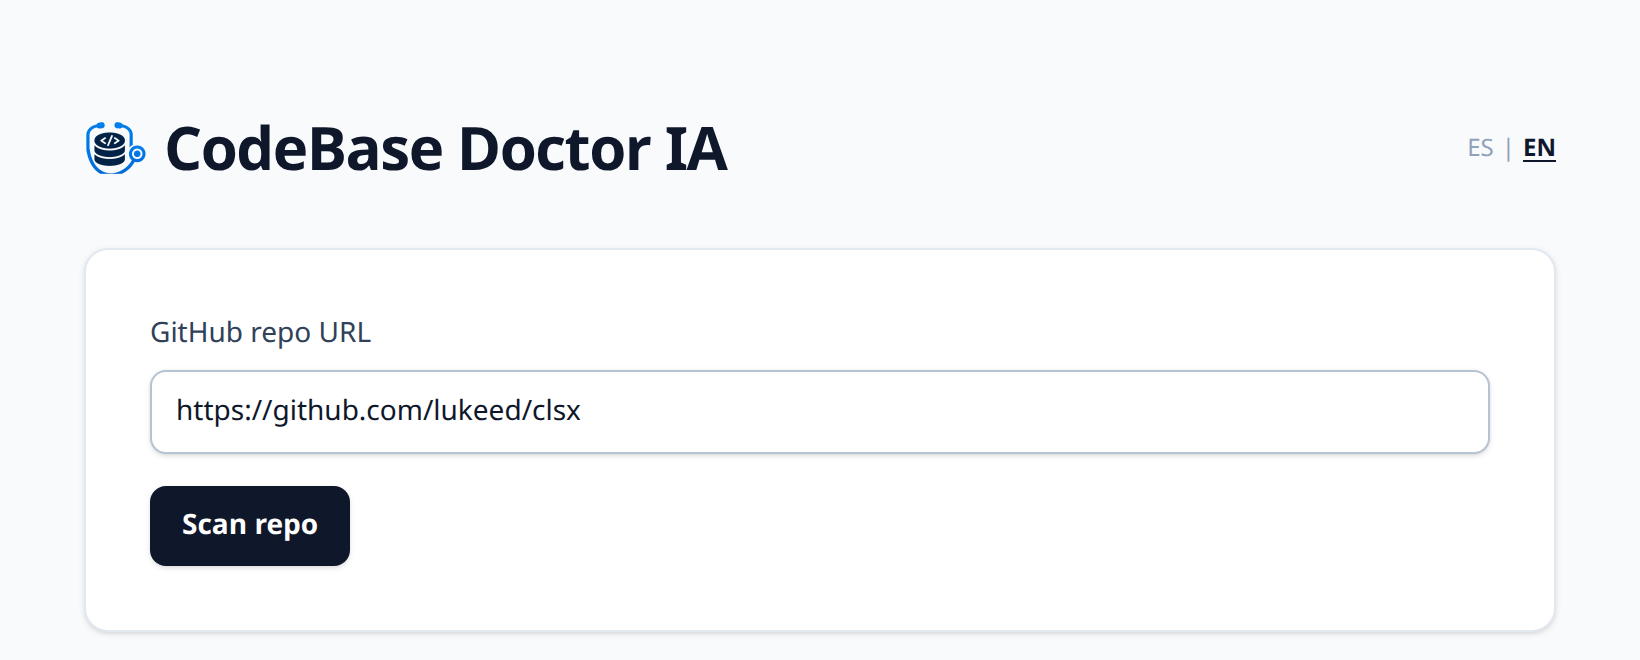 CodeBase Doctor IA
ES | EN
GitHub repo URL
https://github.com/lukeed/clsx
Scan repo